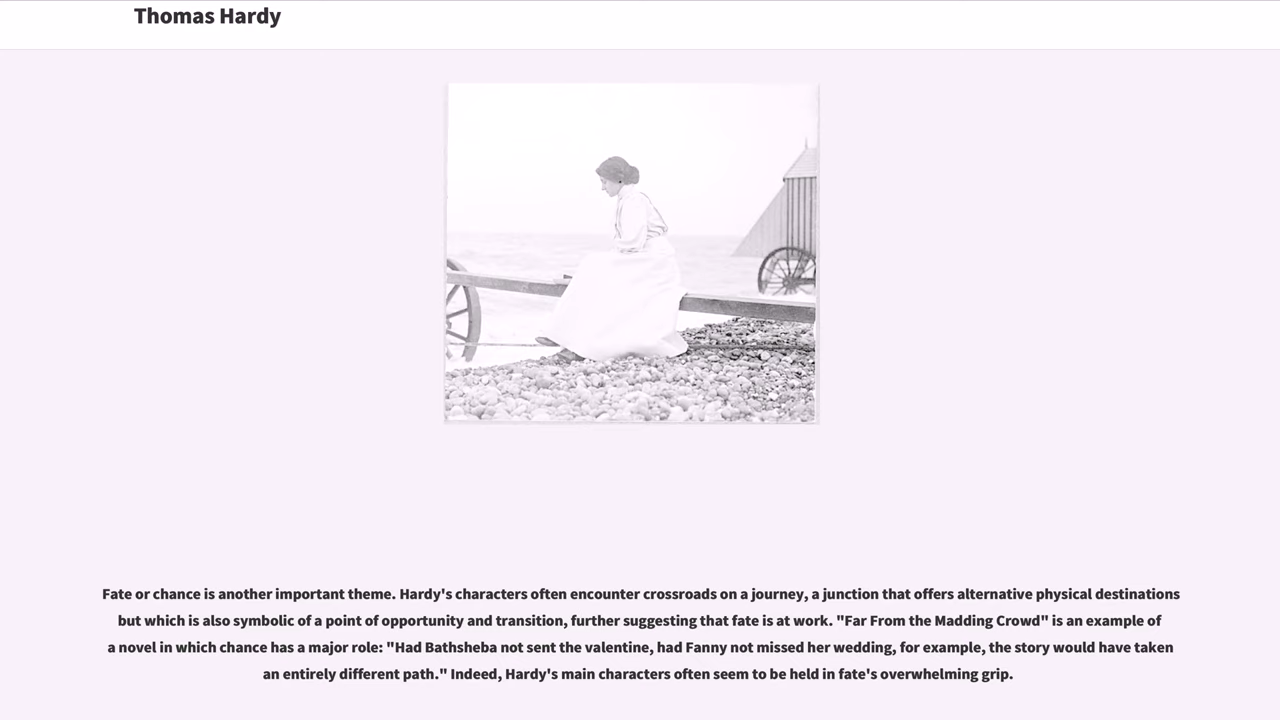 Thomas Hardy
Fate or chance is another important theme. Hardy's characters often encounter crossroads on a journey, a junction that offers alternative physical destinations
but which is also symbolic of a point of opportunity and transition, further suggesting that fate is at work. "Far From the Madding Crowd" is an example of
a novel in which chance has a major role: "Had Bathsheba not sent the valentine, had Fanny not missed her wedding, for example, the story would have taken
an entirely different path." Indeed, Hardy's main characters often seem to be held in fate's overwhelming grip.